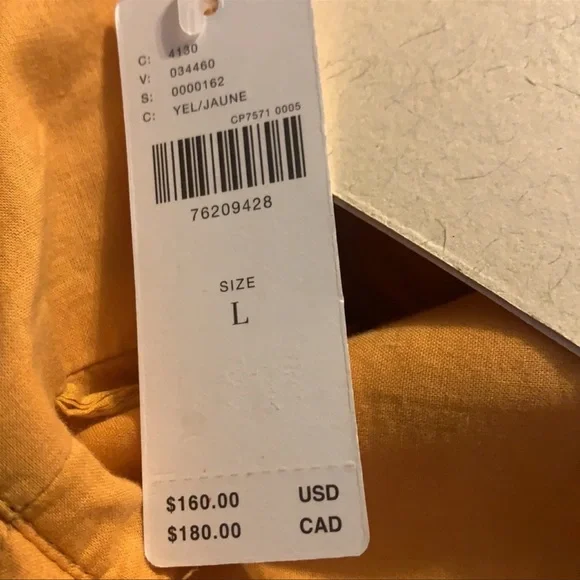 C: 4130
V: 034460
S: 0000162
C: YEL/JAUNE
CP7571 0005
76209428
SIZE
L
$160.00 USD
$180.00 CAD